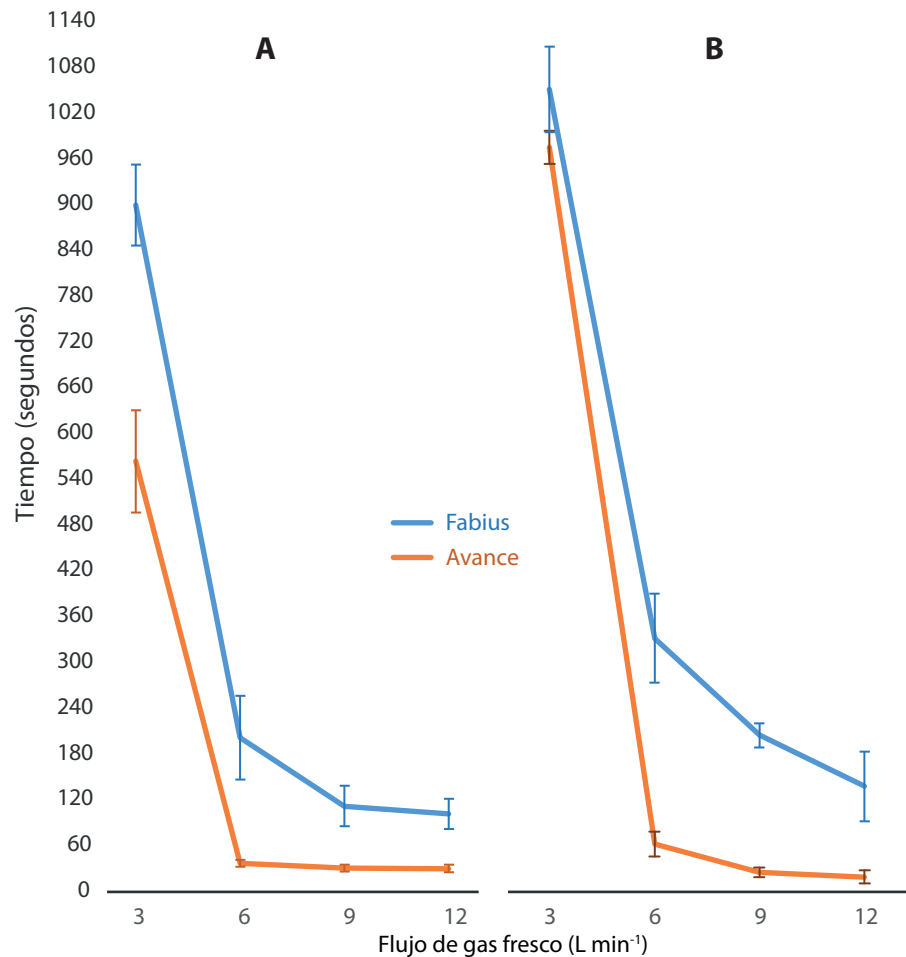 A
B
1140
1080
1020
960
900
840
780
720
660
600
540
480
420
360
300
240
180
120
60
0
Tiempo (segundos)
Fabius
Avance
3 6 9 12
3 6 9 12
Flujo de gas fresco (L min⁻¹)